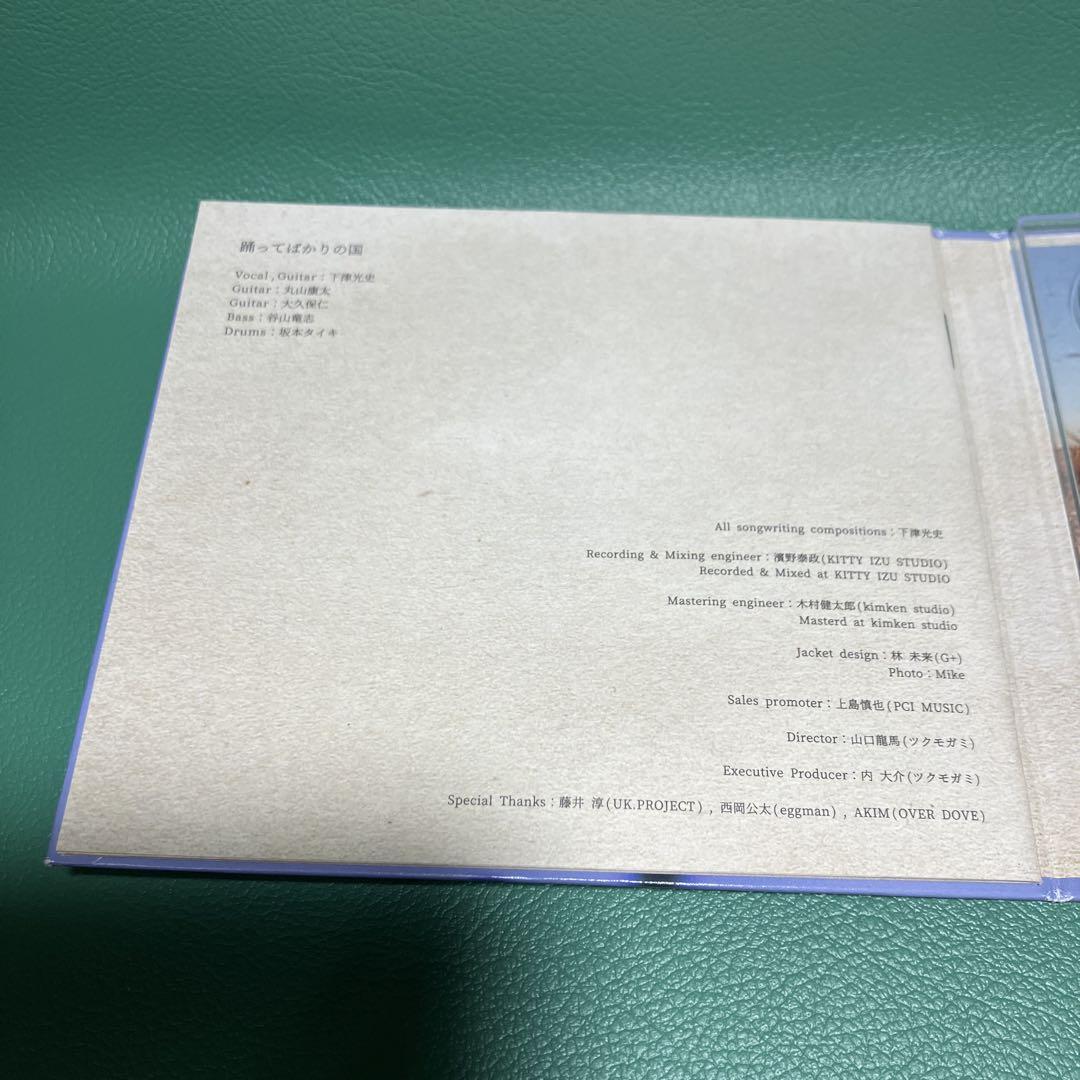 踊ってばかりの国
Vocal , Guitar : 下津光史
Guitar : 丸山康太
Guitar : 大久保仁
Bass : 谷山竜志
Drums : 坂本タイキ
All songwriting compositions : 下津光史
Recording & Mixing engineer : 濱野泰政(KITTY IZU STUDIO)
Recorded & Mixed at KITTY IZU STUDIO
Mastering engineer : 木村健太郎(kimken studio)
Masterd at kimken studio
Jacket design : 林 未来(G+)
Photo : Mike
Sales promoter : 上島慎也(PCI MUSIC)
Director : 山口龍馬(ツクモガミ)
Executive Producer : 内 大介(ツクモガミ)
Special Thanks : 藤井 淳(UK.PROJECT) , 西岡公太(eggman) , AKIM(OVER DOVE)